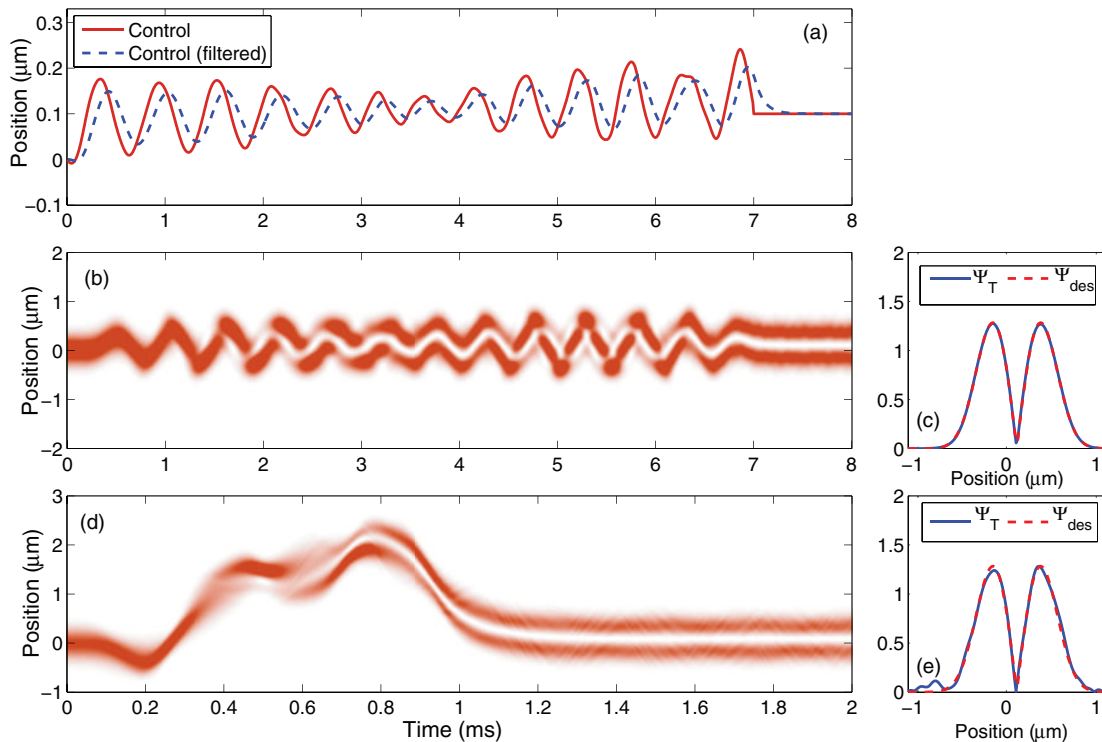 0.3
0.2
0.1
0
−0.1
Position (μm)
Control
Control (filtered)
(a)
0 1 2 3 4 5 6 7 8
2
1
0
−1
−2
Position (μm)
(b)
0 1 2 3 4 5 6 7 8
2
1.5
1
0.5
0
Ψ_T Ψ_des
(c)
−1 0 1
Position (μm)
3
2
1
0
−1
Position (μm)
(d)
0 0.2 0.4 0.6 0.8 1.0 1.2 1.4 1.6 1.8 2
Time (ms)
2
1.5
1
0.5
0
Ψ_T Ψ_des
(e)
−1 0 1
Position (μm)